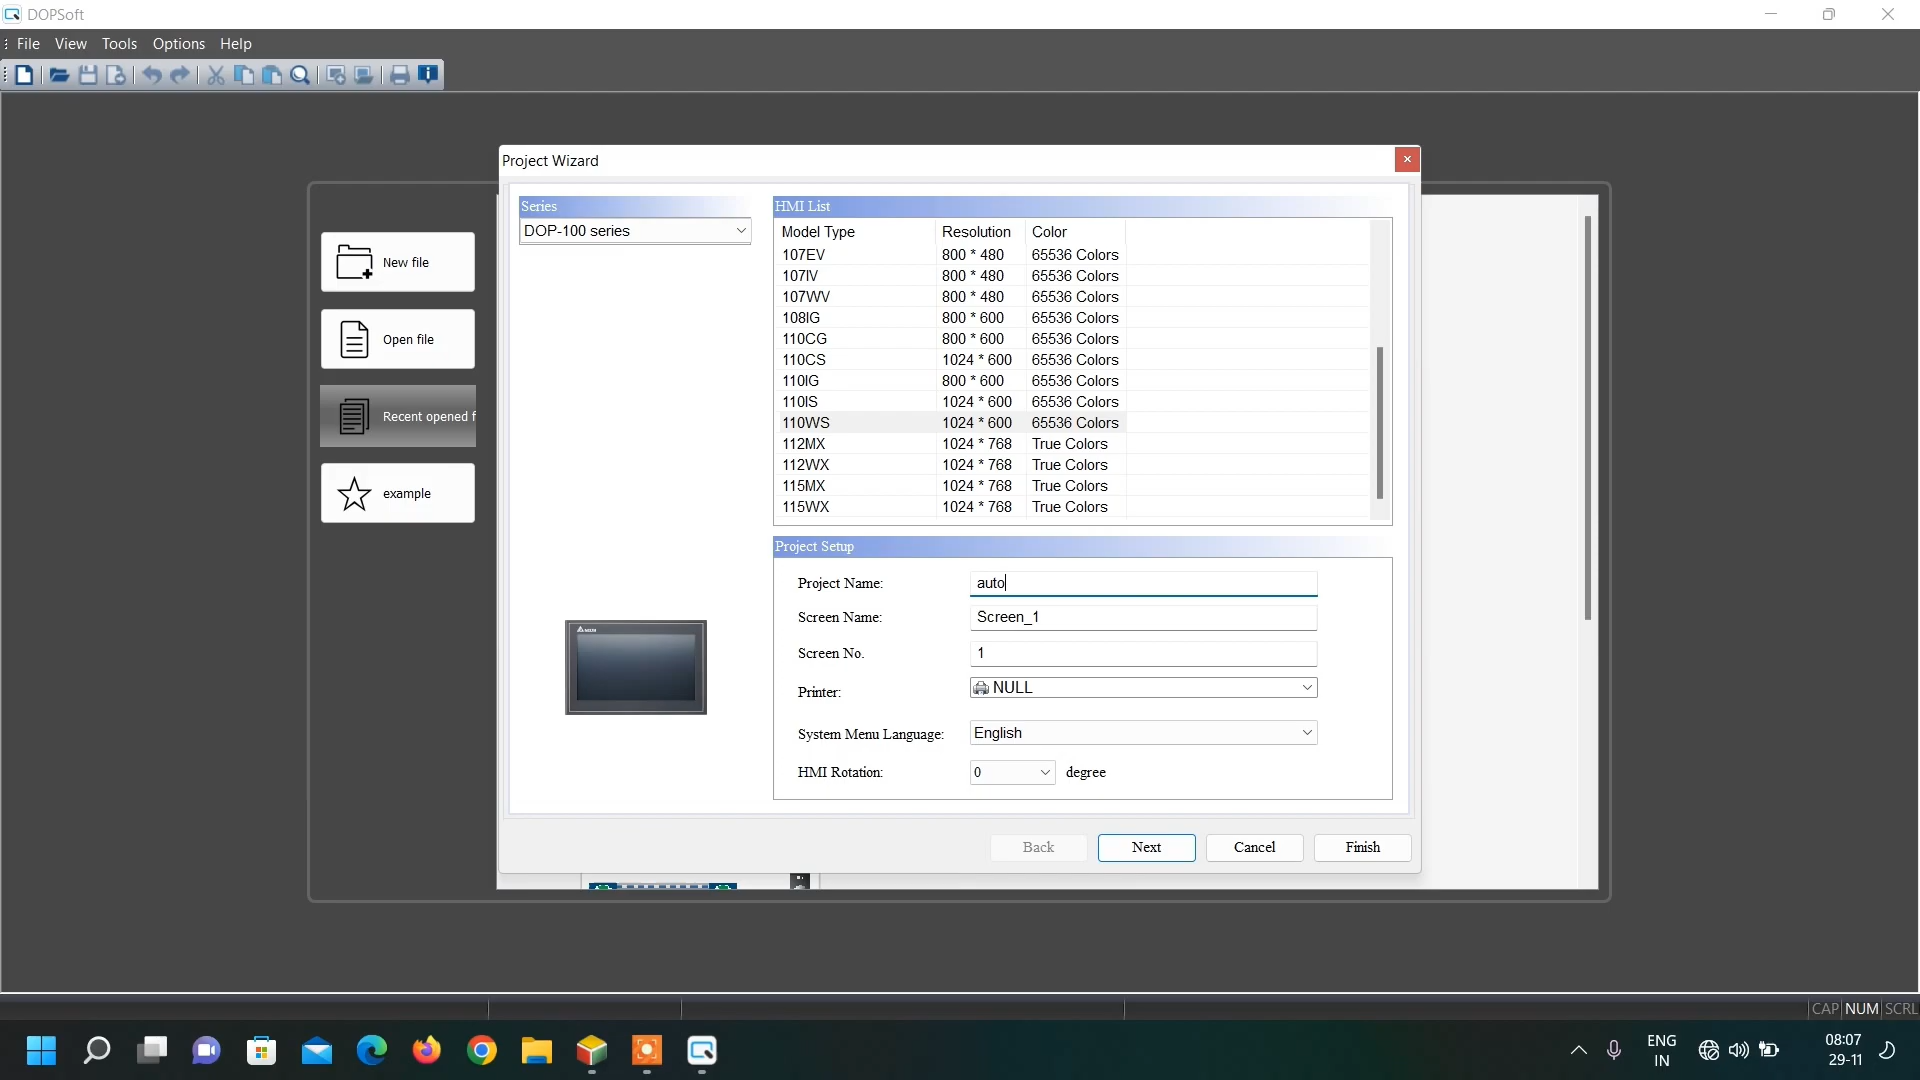 DOPSoft
File View Tools Options Help
Project Wizard
Series
DOP-100 series
HMI List
Model Type Resolution Color
107EV 800 * 480 65536 Colors
107IV 800 * 480 65536 Colors
107WV 800 * 480 65536 Colors
108IG 800 * 600 65536 Colors
110CG 800 * 600 65536 Colors
110CS 1024 * 600 65536 Colors
110IG 800 * 600 65536 Colors
110IS 1024 * 600 65536 Colors
110WS 1024 * 600 65536 Colors
112MX 1024 * 768 True Colors
112WX 1024 * 768 True Colors
115MX 1024 * 768 True Colors
115WX 1024 * 768 True Colors
New file
Open file
Recent opened f
example
Project Setup
Project Name: auto
Screen Name: Screen_1
Screen No. 1
Printer: NULL
System Menu Language: English
HMI Rotation: 0 degree
Back Next Cancel Finish
CAP NUM SCRL
ENG
IN
08:07
29-11